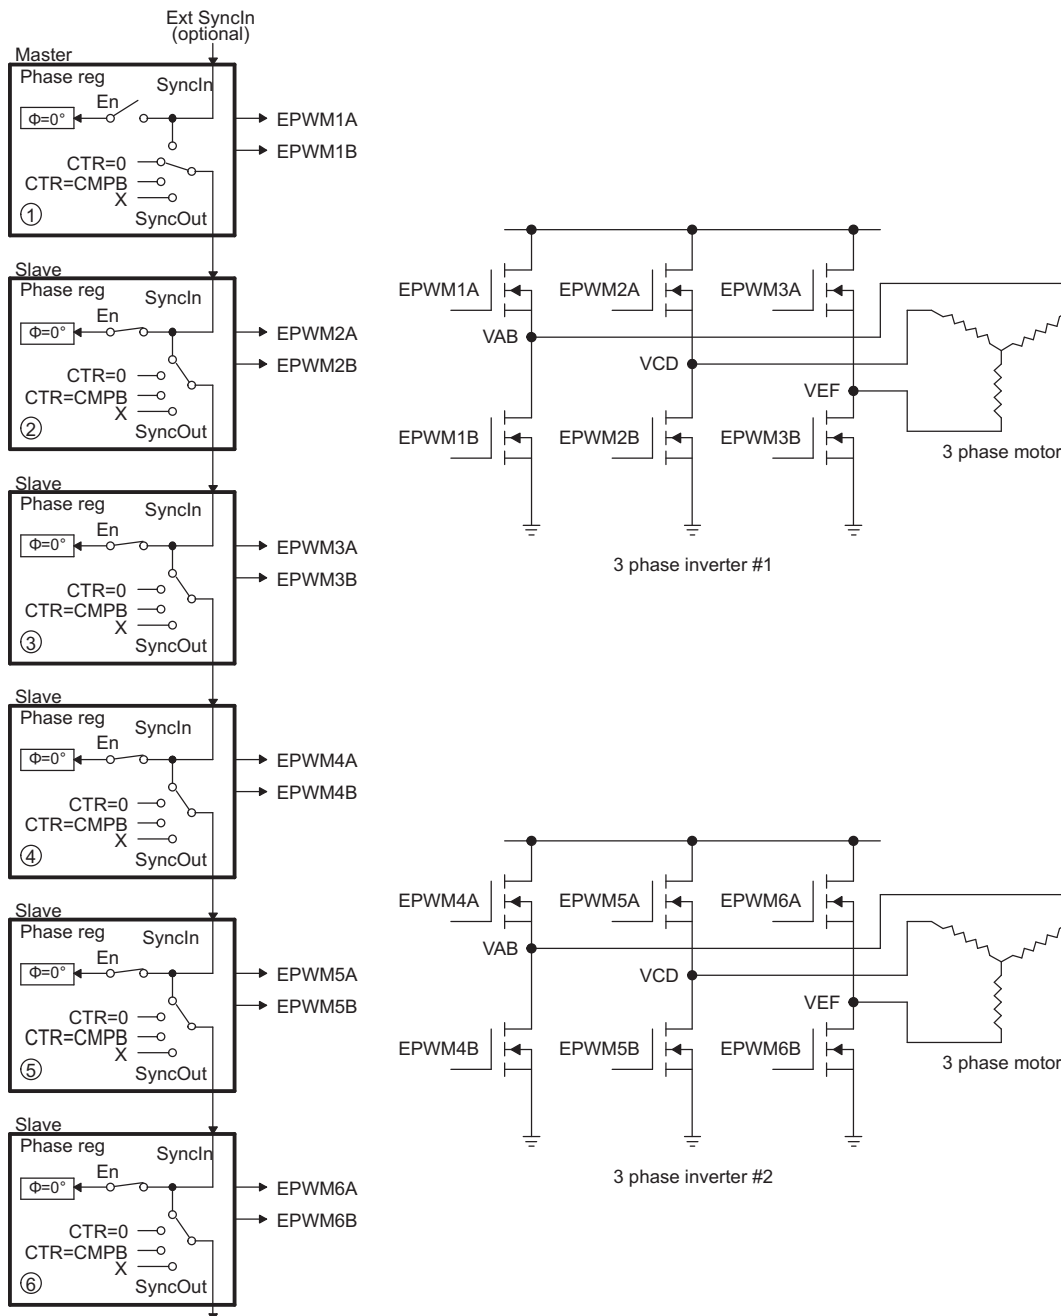 Ext SyncIn
(optional)
Master
Phase reg
SyncIn
En
Φ=0°
EPWM1A
EPWM1B
CTR=0
CTR=CMPB
X
1
SyncOut
Slave
Phase reg
SyncIn
En
Φ=0°
EPWM2A
EPWM2B
CTR=0
CTR=CMPB
X
2
SyncOut
Slave
Phase reg
SyncIn
En
Φ=0°
EPWM3A
EPWM3B
CTR=0
CTR=CMPB
X
3
SyncOut
Slave
Phase reg
SyncIn
En
Φ=0°
EPWM4A
EPWM4B
CTR=0
CTR=CMPB
X
4
SyncOut
Slave
Phase reg
SyncIn
En
Φ=0°
EPWM5A
EPWM5B
CTR=0
CTR=CMPB
X
5
SyncOut
Slave
Phase reg
SyncIn
En
Φ=0°
EPWM6A
EPWM6B
CTR=0
CTR=CMPB
X
6
SyncOut
EPWM1A
EPWM2A
EPWM3A
VAB
VCD
VEF
EPWM1B
EPWM2B
EPWM3B
3 phase motor
3 phase inverter #1
EPWM4A
EPWM5A
EPWM6A
VAB
VCD
VEF
EPWM4B
EPWM5B
EPWM6B
3 phase motor
3 phase inverter #2